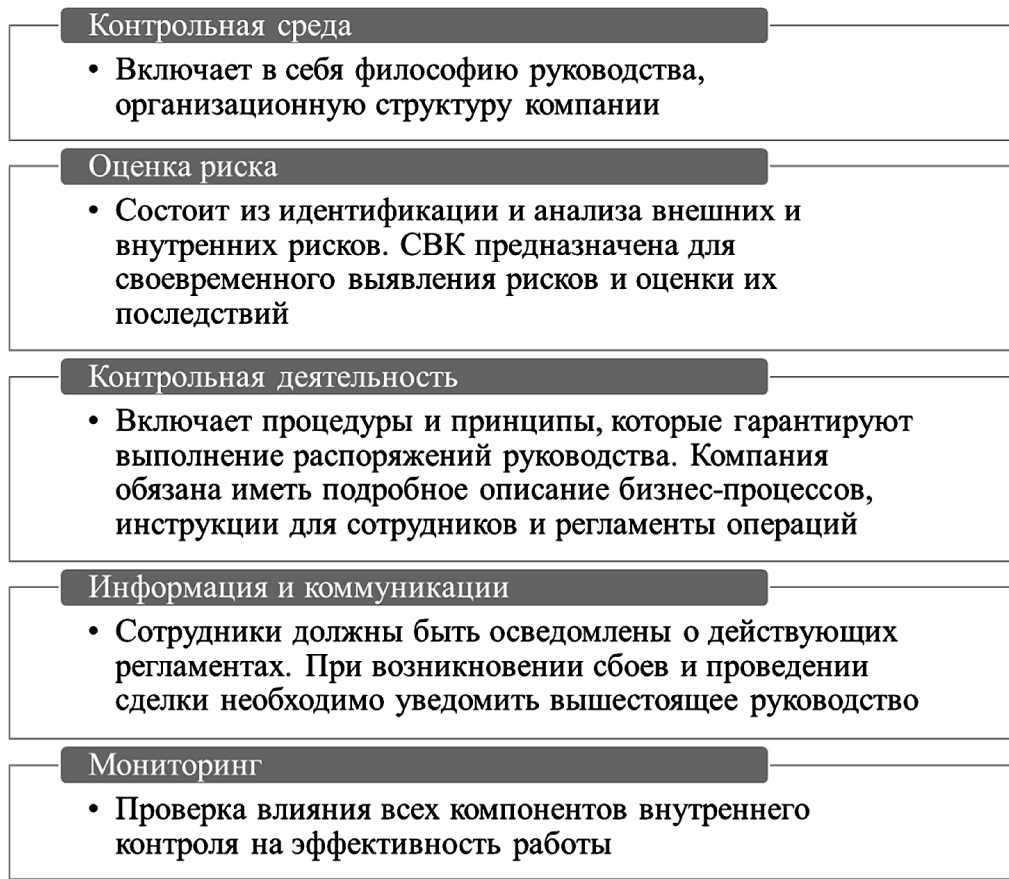 Контрольная среда
• Включает в себя философию руководства,
организационную структуру компании
Оценка риска
• Состоит из идентификации и анализа внешних и
внутренних рисков. СВК предназначена для
своевременного выявления рисков и оценки их
последствий
Контрольная деятельность
• Включает процедуры и принципы, которые гарантируют
выполнение распоряжений руководства. Компания
обязана иметь подробное описание бизнес-процессов,
инструкции для сотрудников и регламенты операций
Информация и коммуникации
• Сотрудники должны быть осведомлены о действующих
регламентах. При возникновении сбоев и проведении
сделки необходимо уведомить вышестоящее руководство
Мониторинг
• Проверка влияния всех компонентов внутреннего
контроля на эффективность работы